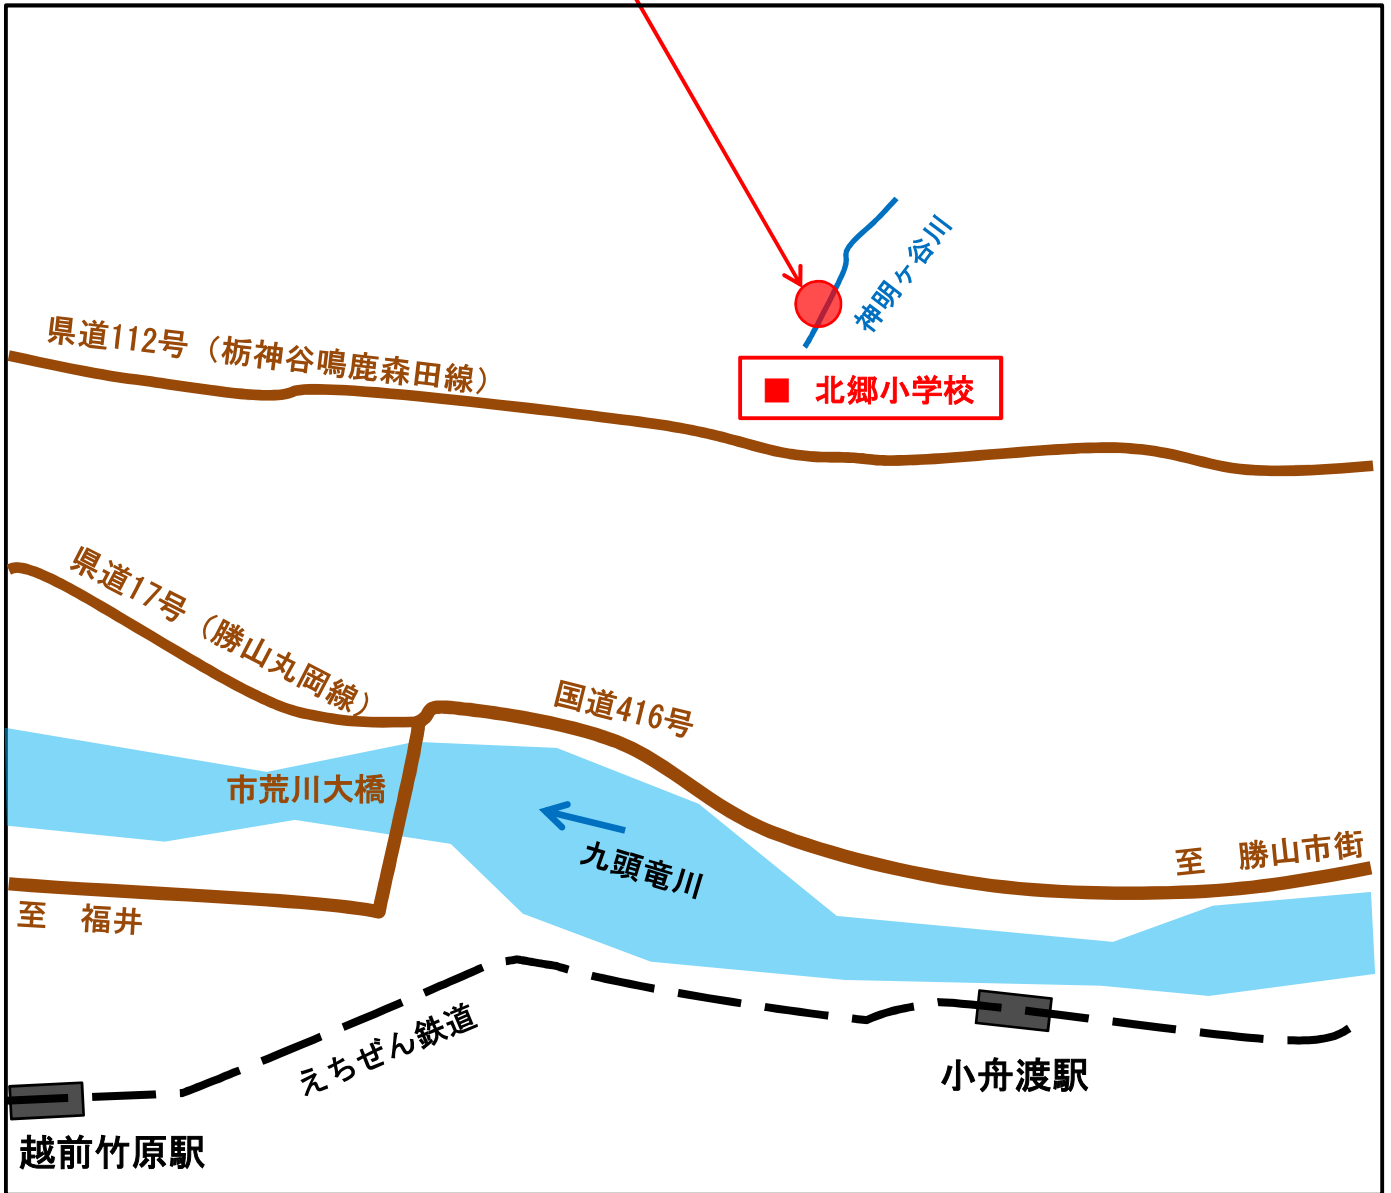 神明ヶ谷川
県道112号（栃神谷鳴鹿森田線）
■ 北郷小学校
県道17号（勝山丸岡線）
国道416号
市荒川大橋
九頭竜川
至　勝山市街
至　福井
えちぜん鉄道
小舟渡駅
越前竹原駅